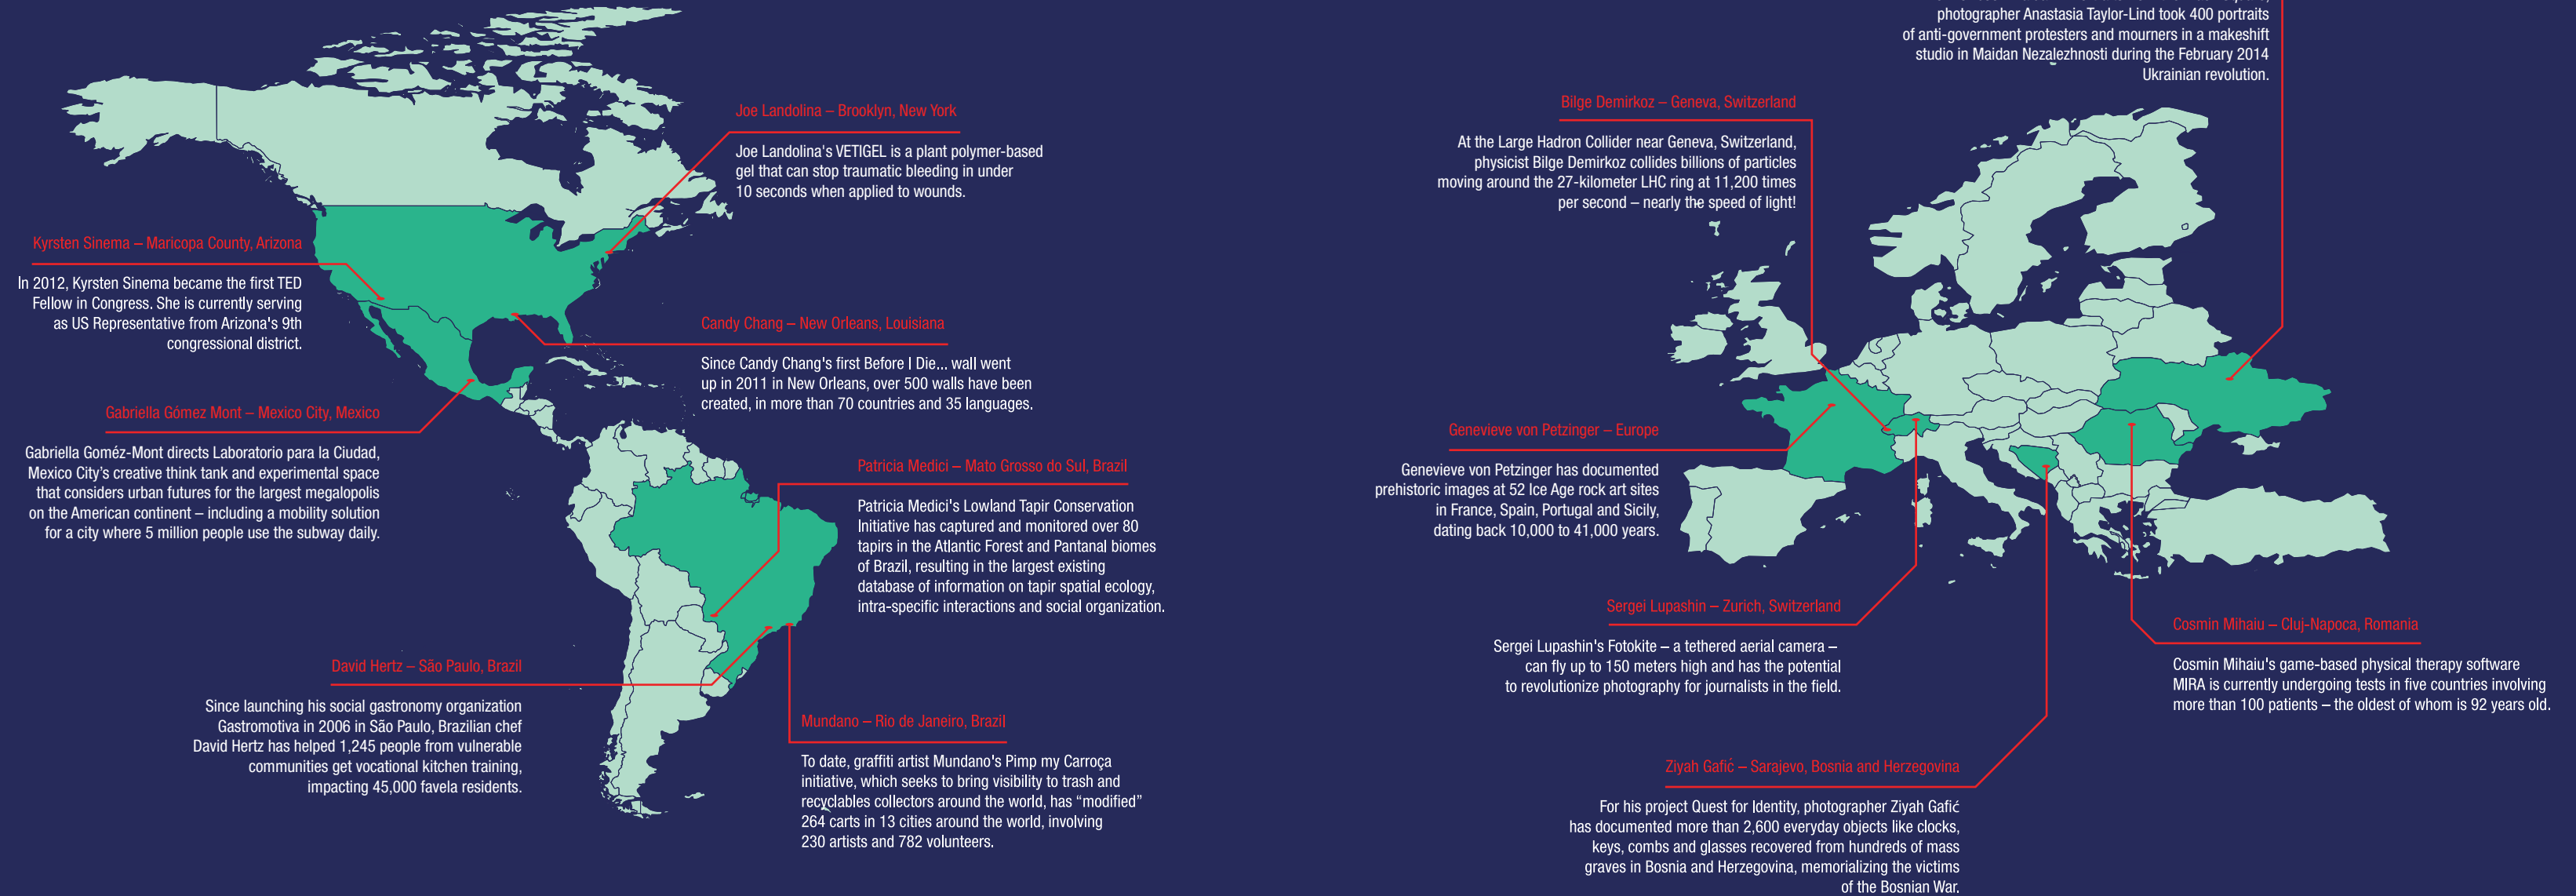 Joe Landolina – Brooklyn, New York
Joe Landolina's VETIGEL is a plant polymer-based
gel that can stop traumatic bleeding in under
10 seconds when applied to wounds.
Kyrsten Sinema – Maricopa County, Arizona
In 2012, Kyrsten Sinema became the first TED
Fellow in Congress. She is currently serving
as US Representative from Arizona's 9th
congressional district.
Candy Chang – New Orleans, Louisiana
Since Candy Chang's first Before I Die... wall went
up in 2011 in New Orleans, over 500 walls have been
created, in more than 70 countries and 35 languages.
Gabriella Gómez Mont – Mexico City, Mexico
Gabriella Goméz-Mont directs Laboratorio para la Ciudad,
Mexico City’s creative think tank and experimental space
that considers urban futures for the largest megalopolis
on the American continent – including a mobility solution
for a city where 5 million people use the subway daily.
Patricia Medici – Mato Grosso do Sul, Brazil
Patricia Medici's Lowland Tapir Conservation
Initiative has captured and monitored over 80
tapirs in the Atlantic Forest and Pantanal biomes
of Brazil, resulting in the largest existing
database of information on tapir spatial ecology,
intra-specific interactions and social organization.
David Hertz – São Paulo, Brazil
Since launching his social gastronomy organization
Gastromotiva in 2006 in São Paulo, Brazilian chef
David Hertz has helped 1,245 people from vulnerable
communities get vocational kitchen training,
impacting 45,000 favela residents.
Mundano – Rio de Janeiro, Brazil
To date, graffiti artist Mundano's Pimp my Carroça
initiative, which seeks to bring visibility to trash and
recyclables collectors around the world, has “modified”
264 carts in 13 cities around the world, involving
230 artists and 782 volunteers.
photographer Anastasia Taylor-Lind took 400 portraits
of anti-government protesters and mourners in a makeshift
studio in Maidan Nezalezhnosti during the February 2014
Ukrainian revolution.
Bilge Demirkoz – Geneva, Switzerland
At the Large Hadron Collider near Geneva, Switzerland,
physicist Bilge Demirkoz collides billions of particles
moving around the 27-kilometer LHC ring at 11,200 times
per second – nearly the speed of light!
Genevieve von Petzinger – Europe
Genevieve von Petzinger has documented
prehistoric images at 52 Ice Age rock art sites
in France, Spain, Portugal and Sicily,
dating back 10,000 to 41,000 years.
Sergei Lupashin – Zurich, Switzerland
Sergei Lupashin's Fotokite – a tethered aerial camera –
can fly up to 150 meters high and has the potential
to revolutionize photography for journalists in the field.
Cosmin Mihaiu – Cluj-Napoca, Romania
Cosmin Mihaiu's game-based physical therapy software
MIRA is currently undergoing tests in five countries involving
more than 100 patients – the oldest of whom is 92 years old.
Ziyah Gafić – Sarajevo, Bosnia and Herzegovina
For his project Quest for Identity, photographer Ziyah Gafić
has documented more than 2,600 everyday objects like clocks,
keys, combs and glasses recovered from hundreds of mass
graves in Bosnia and Herzegovina, memorializing the victims
of the Bosnian War.